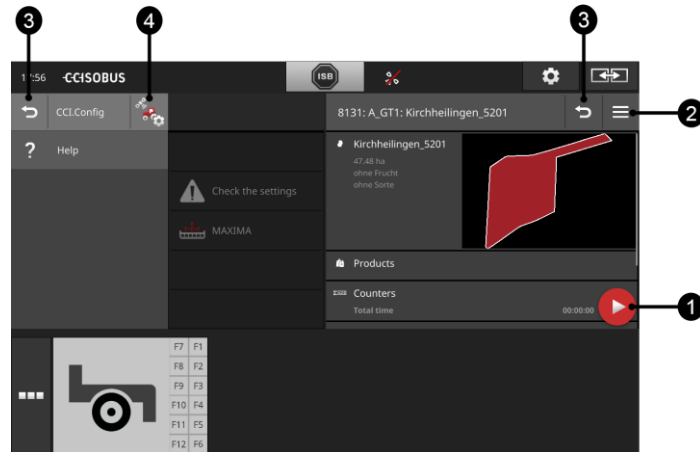 3
4
3
17:56
CCISOBUS
ISB
CCI.Config
8131: A_GT1: Kirchheilingen_5201
2
? Help
Kirchheilingen_5201
47.48 ha
ohne Frucht
ohne Sorte
Check the settings
MAXIMA
Products
Counters
Total time 00:00:00
1
F7 F1
F8 F2
F9 F3
F10 F4
F11 F5
F12 F6